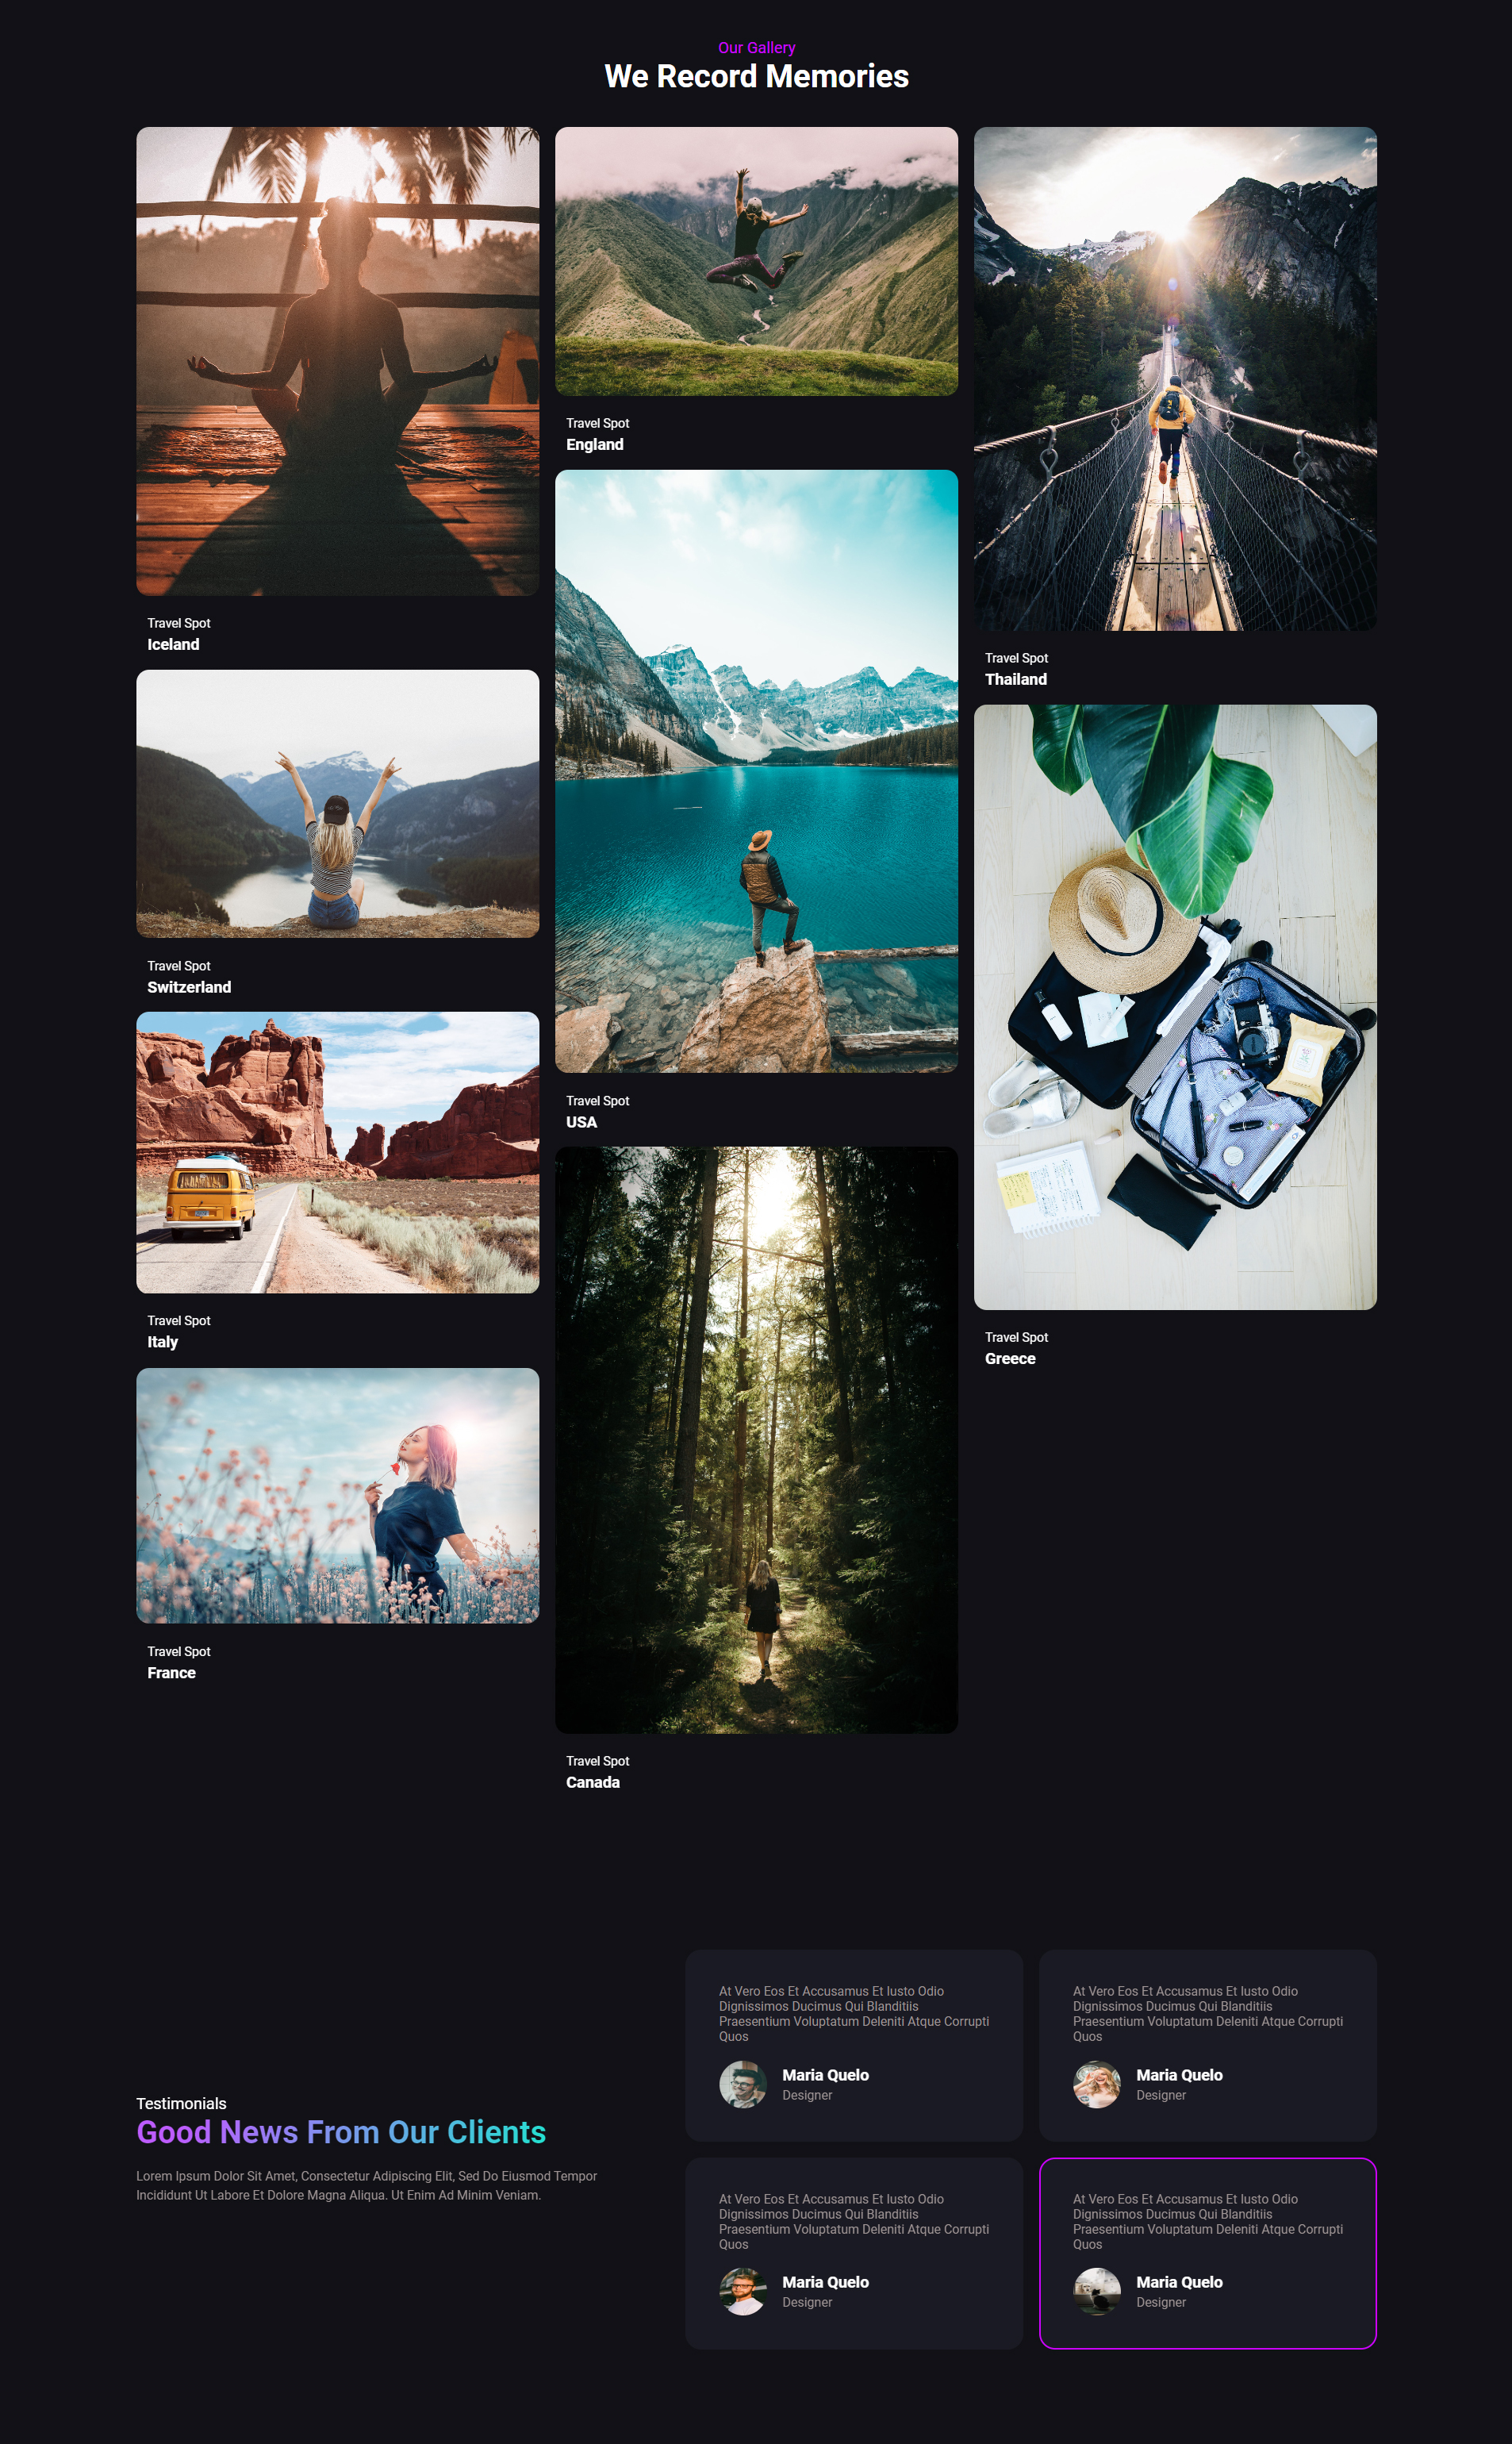 Our Gallery
We Record Memories
Travel Spot
Iceland
Travel Spot
Switzerland
Travel Spot
Italy
Travel Spot
France
Travel Spot
England
Travel Spot
USA
Travel Spot
Canada
Travel Spot
Thailand
Travel Spot
Greece
Testimonials
Good News From Our Clients
Lorem Ipsum Dolor Sit Amet, Consectetur Adipiscing Elit, Sed Do Eiusmod Tempor
Incididunt Ut Labore Et Dolore Magna Aliqua. Ut Enim Ad Minim Veniam.
At Vero Eos Et Accusamus Et Iusto Odio
Dignissimos Ducimus Qui Blanditiis
Praesentium Voluptatum Deleniti Atque Corrupti
Quos
Maria Quelo
Designer
At Vero Eos Et Accusamus Et Iusto Odio
Dignissimos Ducimus Qui Blanditiis
Praesentium Voluptatum Deleniti Atque Corrupti
Quos
Maria Quelo
Designer
At Vero Eos Et Accusamus Et Iusto Odio
Dignissimos Ducimus Qui Blanditiis
Praesentium Voluptatum Deleniti Atque Corrupti
Quos
Maria Quelo
Designer
At Vero Eos Et Accusamus Et Iusto Odio
Dignissimos Ducimus Qui Blanditiis
Praesentium Voluptatum Deleniti Atque Corrupti
Quos
Maria Quelo
Designer